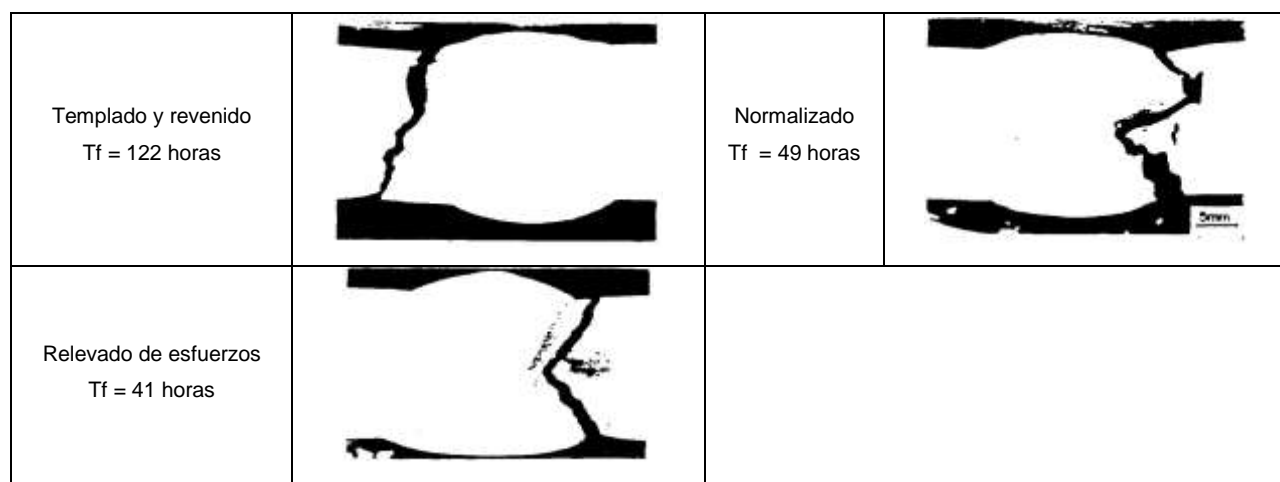 Templado y revenido
Tf = 122 horas
Normalizado
Tf = 49 horas
5mm
Relevado de esfuerzos
Tf = 41 horas